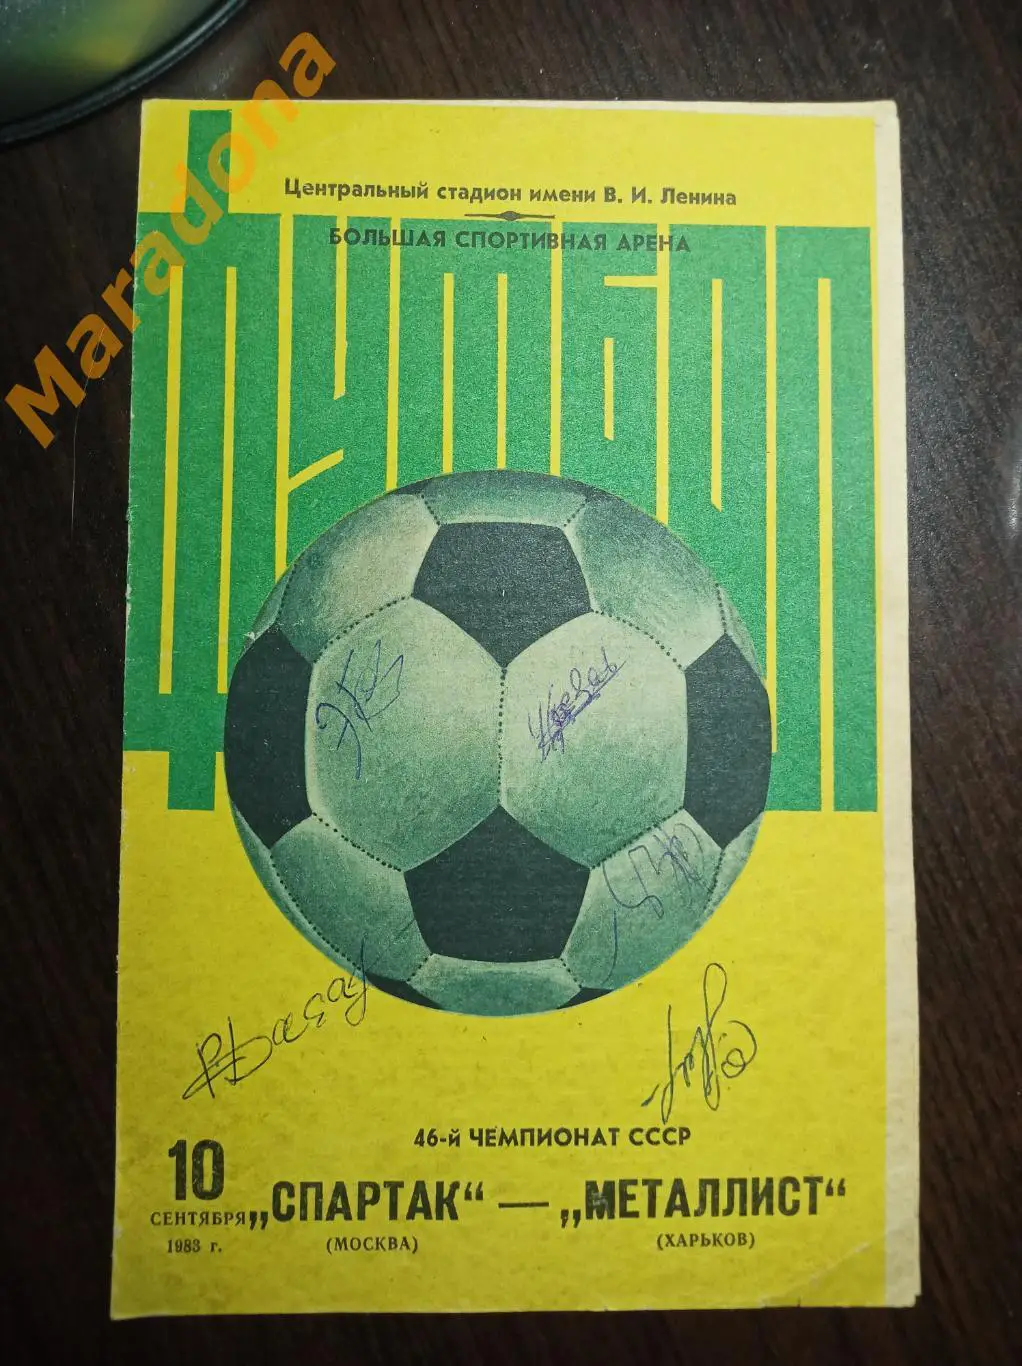 Maradona
Центральный стадион имени В. И. Ленина
БОЛЬШАЯ СПОРТИВНАЯ АРЕНА
ФУТБОЛ
46-й ЧЕМПИОНАТ СССР
10
СЕНТЯБРЯ
1983 г.
„СПАРТАК“ — „МЕТАЛЛИСТ“
(МОСКВА) (ХАРЬКОВ)